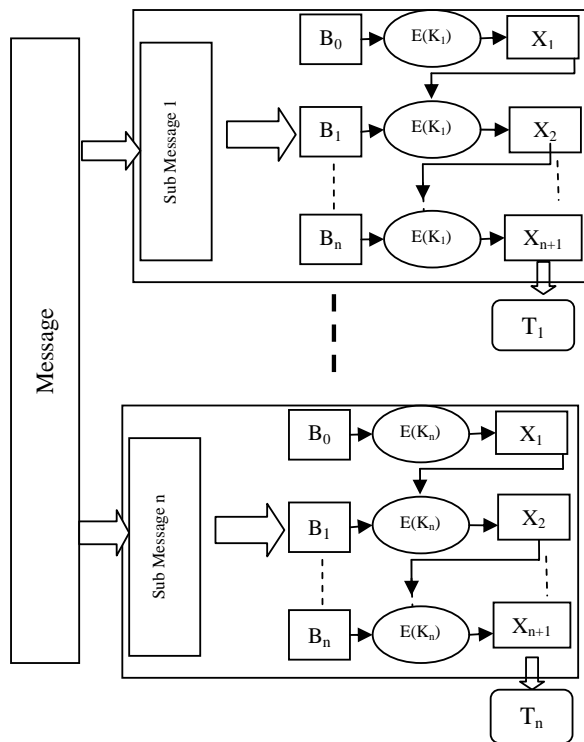 Message
Sub Message 1
B₀ E(K₁) X₁
B₁ E(K₁) X₂
Bₙ E(K₁) Xₙ₊₁
T₁
Sub Message n
B₀ E(Kₙ) X₁
B₁ E(Kₙ) X₂
Bₙ E(Kₙ) Xₙ₊₁
Tₙ